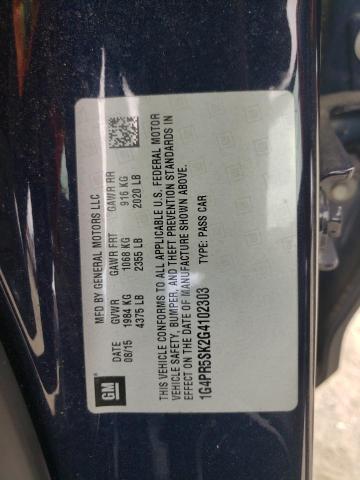 MFD BY GENERAL MOTORS LLC
DATE GVWR GAWR FRT GAWR RR
08/15 1984 KG 1068 KG 916 KG
4375 LB 2355 LB 2020 LB
GM
THIS VEHICLE CONFORMS TO ALL APPLICABLE U.S. FEDERAL MOTOR
VEHICLE SAFETY, BUMPER, AND THEFT PREVENTION STANDARDS IN
EFFECT ON THE DATE OF MANUFACTURE SHOWN ABOVE.
1G4PR5SK2G4102303 TYPE: PASS CAR